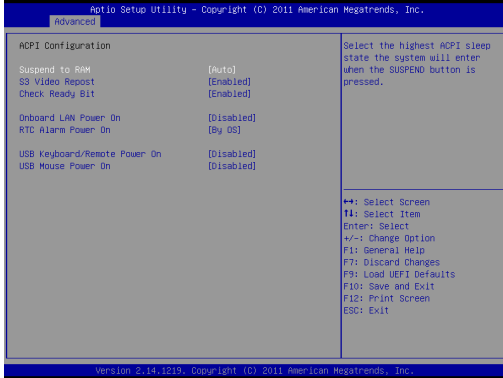 Aptio Setup Utility – Copyright (C) 2011 American Megatrends, Inc.
Advanced
ACPI Configuration
Suspend to RAM [Auto]
S3 Video Repost [Enabled]
Check Ready Bit [Enabled]
Onboard LAN Power On [Disabled]
RTC Alarm Power On [By OS]
USB Keyboard/Remote Power On [Disabled]
USB Mouse Power On [Disabled]
Select the highest ACPI sleep
state the system will enter
when the SUSPEND button is
pressed.
↔: Select Screen
↑↓: Select Item
Enter: Select
+/-: Change Option
F1: General Help
F7: Discard Changes
F9: Load UEFI Defaults
F10: Save and Exit
F12: Print Screen
ESC: Exit
Version 2.14.1219. Copyright (C) 2011 American Megatrends, Inc.